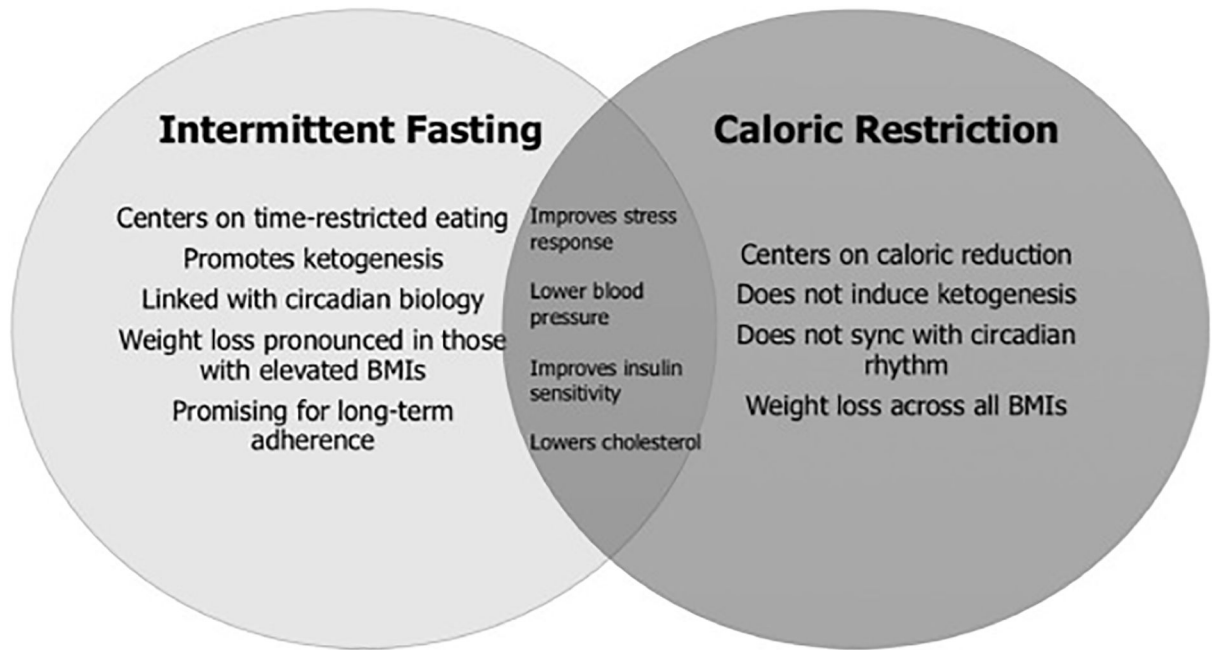 Intermittent Fasting
Centers on time-restricted eating
Promotes ketogenesis
Linked with circadian biology
Weight loss pronounced in those
with elevated BMIs
Promising for long-term
adherence
Improves stress
response
Lower blood
pressure
Improves insulin
sensitivity
Lowers cholesterol
Caloric Restriction
Centers on caloric reduction
Does not induce ketogenesis
Does not sync with circadian
rhythm
Weight loss across all BMIs